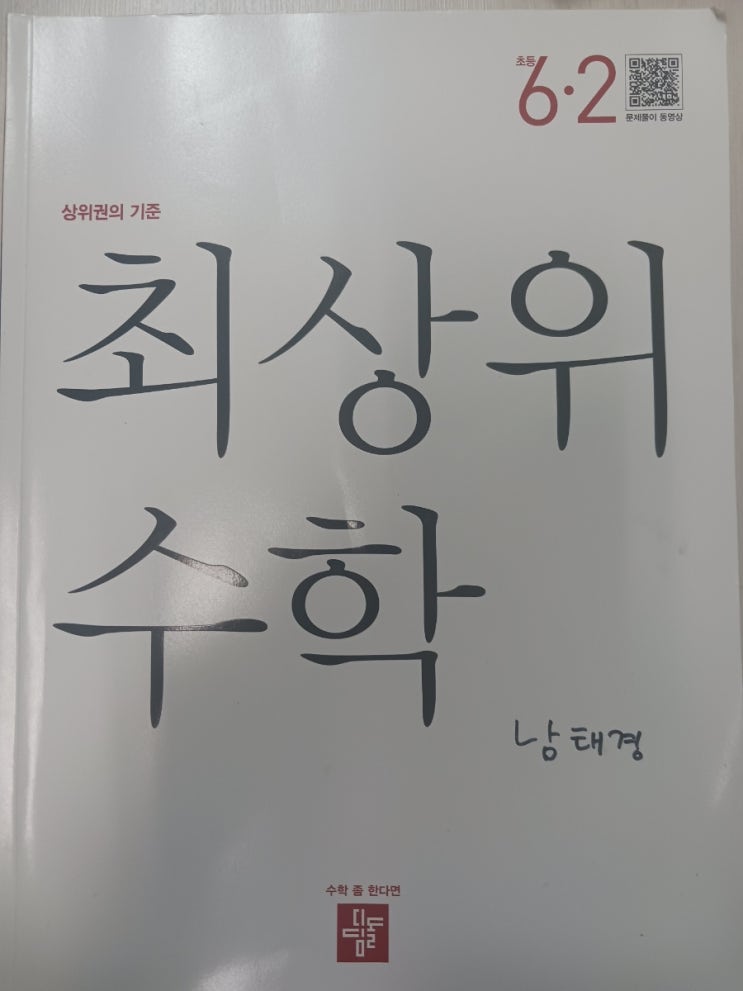 초등
6·2
문제풀이 동영상
상위권의 기준
최상위
수학
남태경
수학 좀 한다면
디딤돌